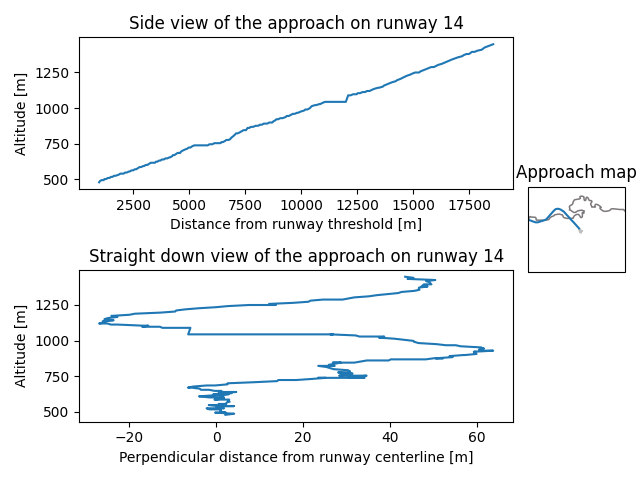 Side view of the approach on runway 14
1250
1000
750
500
Altitude [m]
2500 5000 7500 10000 12500 15000 17500
Distance from runway threshold [m]
Approach map
Straight down view of the approach on runway 14
1250
1000
750
500
Altitude [m]
−20 0 20 40 60
Perpendicular distance from runway centerline [m]